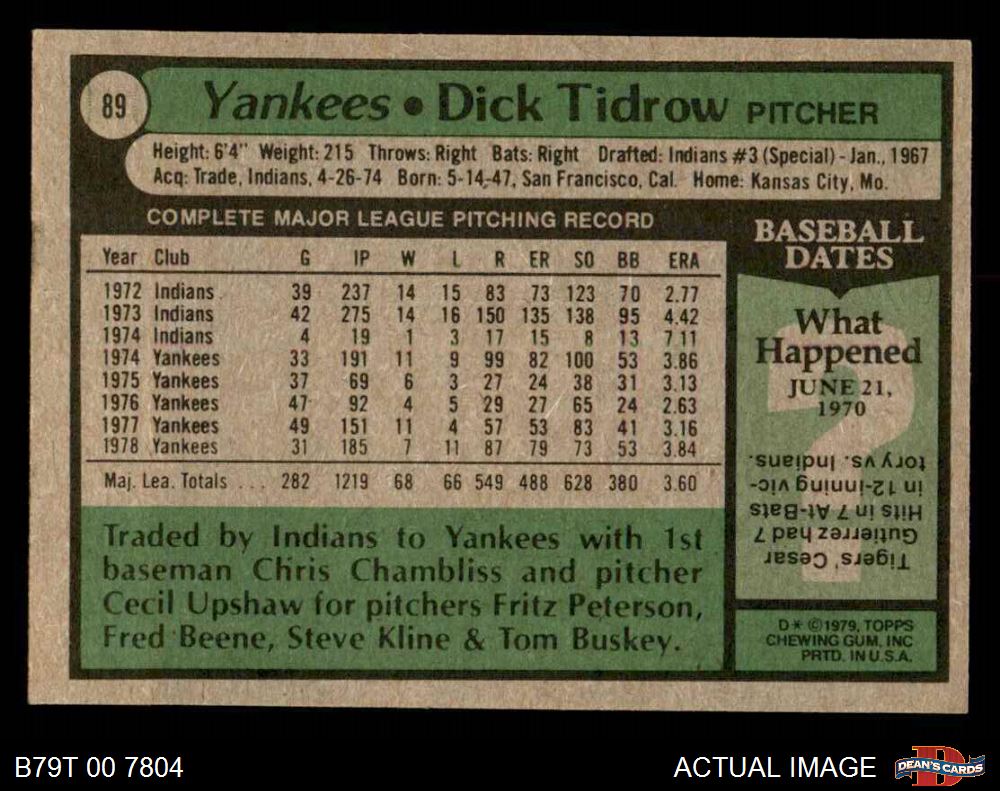 89
Yankees • Dick Tidrow PITCHER
Height: 6'4" Weight: 215 Throws: Right Bats: Right Drafted: Indians #3 (Special) - Jan., 1967
Acq: Trade, Indians, 4-26-74 Born: 5-14-47, San Francisco, Cal. Home: Kansas City, Mo.
COMPLETE MAJOR LEAGUE PITCHING RECORD
Year Club G IP W L R ER SO BB ERA
1972 Indians 39 237 14 15 83 73 123 70 2.77
1973 Indians 42 275 14 16 150 135 138 95 4.42
1974 Indians 4 19 1 3 17 15 8 13 7.11
1974 Yankees 33 191 11 9 99 82 100 53 3.86
1975 Yankees 37 69 6 3 27 24 38 31 3.13
1976 Yankees 47 92 4 5 29 27 65 24 2.63
1977 Yankees 49 151 11 4 57 53 83 41 3.16
1978 Yankees 31 185 7 11 87 79 73 53 3.84
Maj. Lea. Totals ... 282 1219 68 66 549 488 628 380 3.60
Traded by Indians to Yankees with 1st
baseman Chris Chambliss and pitcher
Cecil Upshaw for pitchers Fritz Peterson,
Fred Beene, Steve Kline & Tom Buskey.
BASEBALL
DATES
What
Happened
JUNE 21,
1970
?
Tigers' Cesar
Gutierrez had 7
Hits in 7 At-Bats
in 12-inning vic-
tory vs. Indians.
D* ©1979, TOPPS
CHEWING GUM, INC
PRTD. IN U.S.A.
B79T 00 7804
ACTUAL IMAGE
D
DEAN'S CARDS